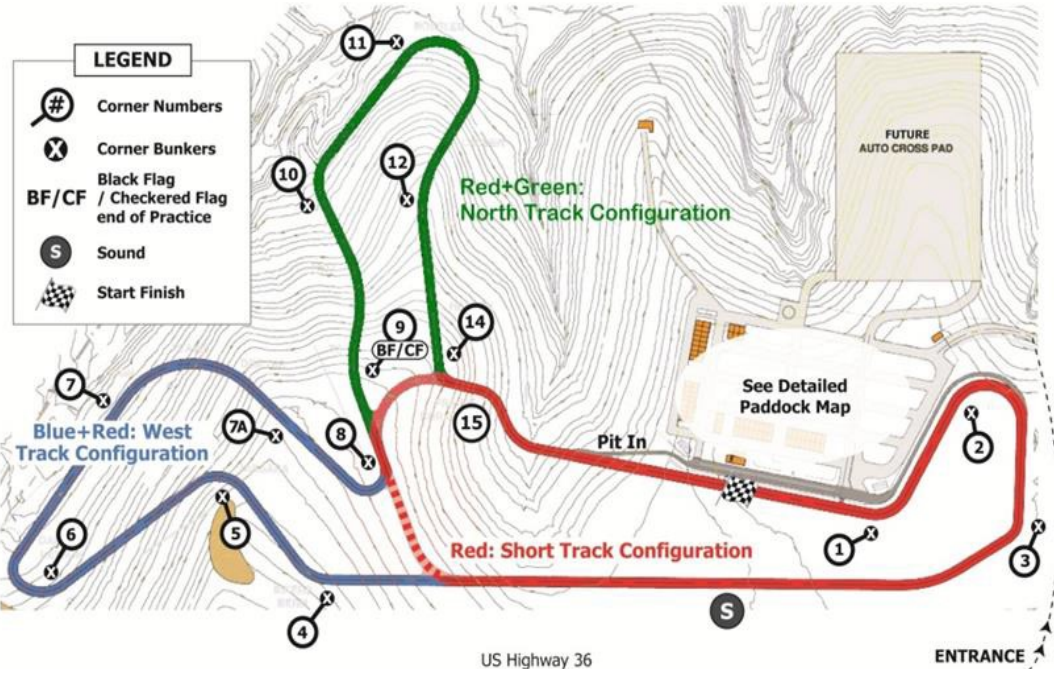 LEGEND
#
Corner Numbers
X
Corner Bunkers
BF/CF
Black Flag
/ Checkered Flag
end of Practice
S
Sound
Start Finish
11
10
12
Red+Green:
North Track Configuration
FUTURE
AUTO CROSS PAD
9
BF/CF
14
See Detailed
Paddock Map
7
7A
8
15
Blue+Red: West
Track Configuration
Pit In
2
6
5
Red: Short Track Configuration
1
3
4
S
US Highway 36
ENTRANCE